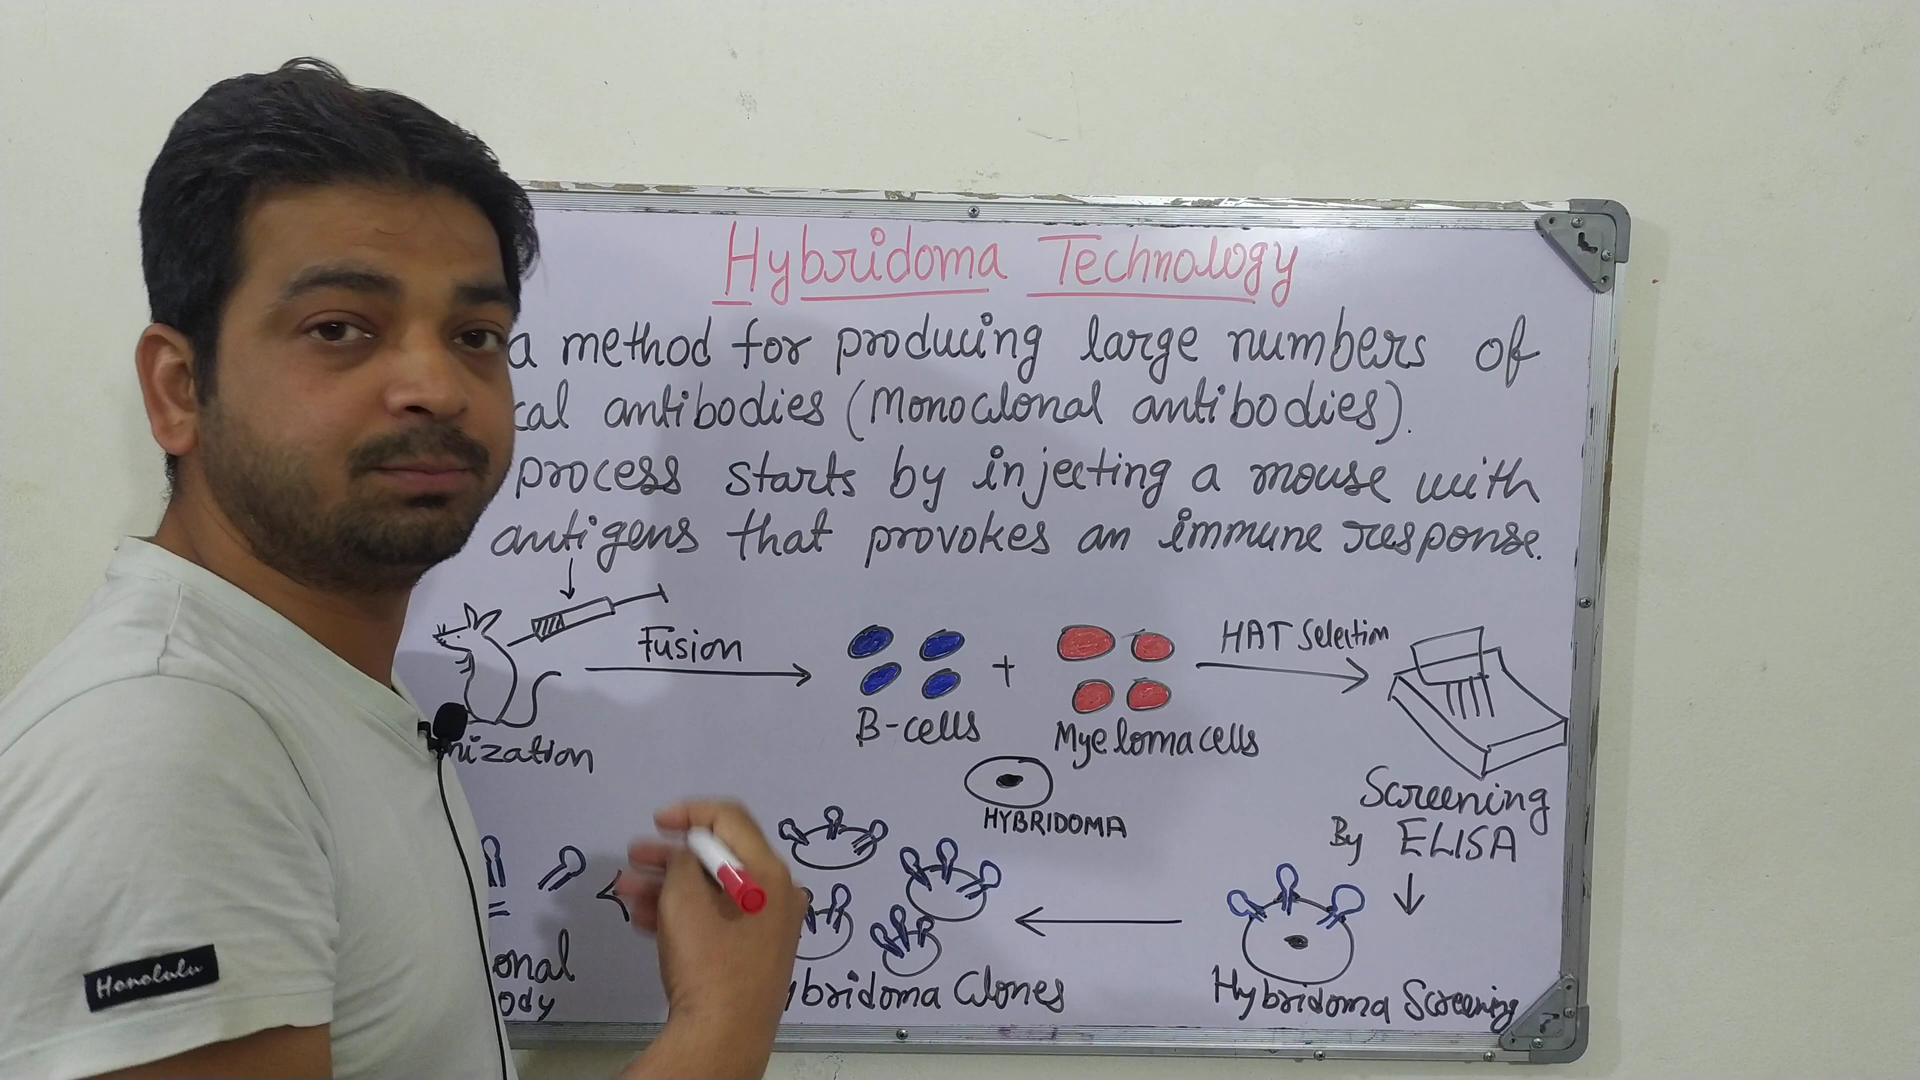 Hybridoma Technology
a method for producing large numbers of
cal antibodies (Monoclonal antibodies).
process starts by injecting a mouse with
antigens that provokes an immune response.
Fusion
HAT Selection
B-cells
+
Myeloma cells
nization
HYBRIDOMA
Screening
By ELISA
onal
ody
ybridoma Clones
Hybridoma Screening
Honolulu